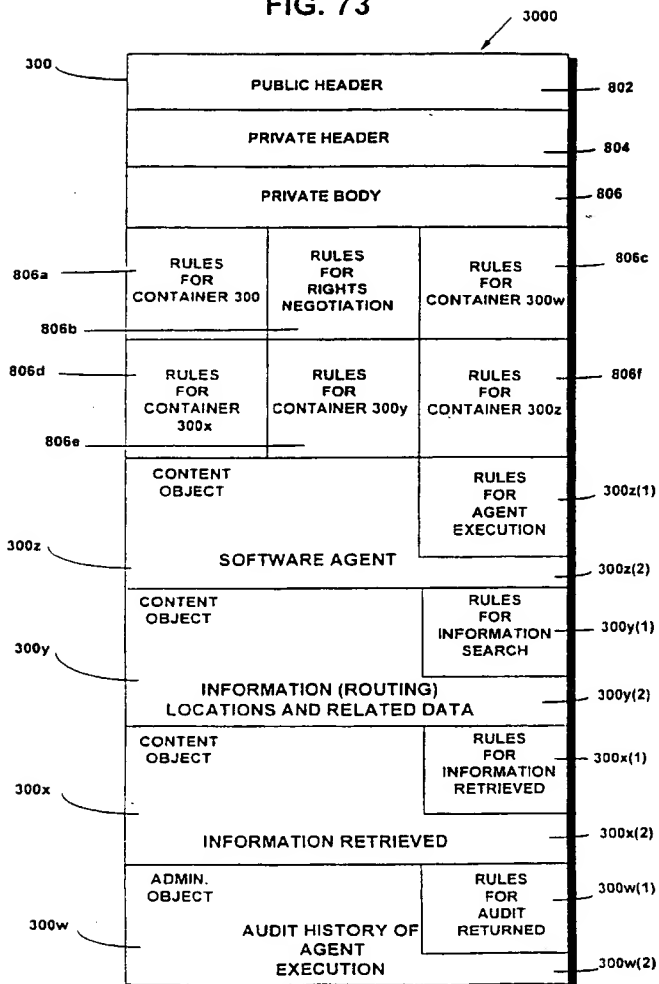 FIG. 73
3000
300
PUBLIC HEADER
802
PRIVATE HEADER
804
PRIVATE BODY
806
806a
RULES
FOR
CONTAINER 300
806b
RULES
FOR
RIGHTS
NEGOTIATION
RULES
FOR
CONTAINER 300w
806c
806d
RULES
FOR
CONTAINER
300x
806e
RULES
FOR
CONTAINER 300y
RULES
FOR
CONTAINER 300z
806f
CONTENT
OBJECT
RULES
FOR
AGENT
EXECUTION
300z(1)
300z
SOFTWARE AGENT
300z(2)
CONTENT
OBJECT
RULES
FOR
INFORMATION
SEARCH
300y(1)
300y
INFORMATION (ROUTING)
LOCATIONS AND RELATED DATA
300y(2)
CONTENT
OBJECT
RULES
FOR
INFORMATION
RETRIEVED
300x(1)
300x
INFORMATION RETRIEVED
300x(2)
ADMIN.
OBJECT
RULES
FOR
AUDIT
RETURNED
300w(1)
300w
AUDIT HISTORY OF
AGENT
EXECUTION
300w(2)